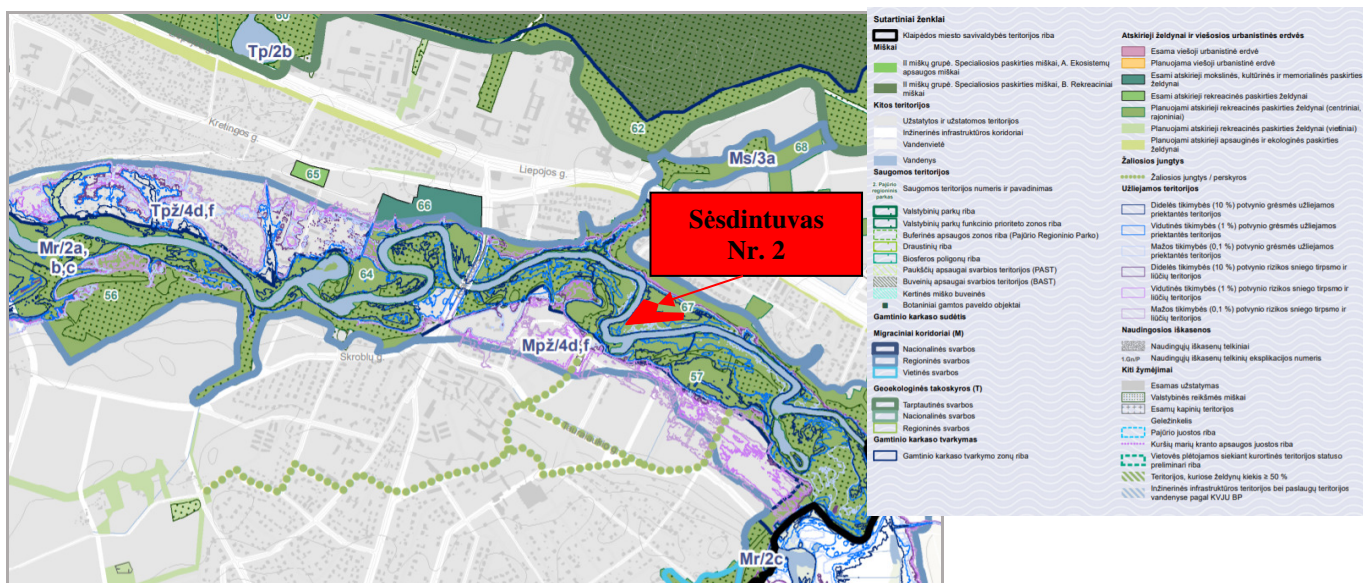 60
Tp/2b
Kretingos g.
62
Liepojos g.
Ms/3a
68
65
66
Tpž/4d,f
Mr/2a,
b,c
64
56
Sėsdintuvas
Nr. 2
67
Mpž/4d,f
Skroblų g.
57
Mr/2c
Sutartiniai ženklai
Klaipėdos miesto savivaldybės teritorijos riba
Miškai
II miškų grupė. Specialiosios paskirties miškai, A. Ekosistemų
apsaugos miškai
II miškų grupė. Specialiosios paskirties miškai, B. Rekreaciniai
miškai
Kitos teritorijos
Užstatytos ir užstatomos teritorijos
Inžinerinės infrastruktūros koridoriai
Vandenvietė
Vandenys
Saugomos teritorijos
2. Pajūrio
regioninis
parkas
Saugomos teritorijos numeris ir pavadinimas
Valstybinių parkų riba
Valstybinių parkų funkcinio prioriteto zonos riba
Buferinės apsaugos zonos riba (Pajūrio Regioninio Parko)
Draustinių riba
Biosferos poligonų riba
Paukščių apsaugai svarbios teritorijos (PAST)
Buveinių apsaugai svarbios teritorijos (BAST)
Kertinės miško buveinės
Botaniniai gamtos paveldo objektai
Gamtinio karkaso sudėtis
Migraciniai koridoriai (M)
Nacionalinės svarbos
Regioninės svarbos
Vietinės svarbos
Geoekologinės takoskyros (T)
Tarptautinės svarbos
Nacionalinės svarbos
Regioninės svarbos
Gamtinio karkaso tvarkymas
Gamtinio karkaso tvarkymo zonų riba
Atskirieji želdynai ir viešosios urbanistinė erdvės
Esama viešoji urbanistinė erdvė
Planuojama viešoji urbanistinė erdvė
Esami atskirieji mokslinės, kultūrinės ir memorialinės paskirties
želdynai
Esami atskirieji rekreacinės paskirties želdynai
Planuojami atskirieji rekreacinės paskirties želdynai (centriniai,
rajoniniai)
Planuojami atskirieji rekreacinės paskirties želdynai (vietiniai)
Planuojami atskirieji apsauginės ir ekologinės paskirties
želdynai
Žaliosios jungtys
Žaliosios jungtys / perskyros
Užliejamos teritorijos
Didelės tikimybės (10 %) potvynio grėsmės užliejamos
priektantės teritorijos
Vidutinės tikimybės (1 %) potvynio grėsmės užliejamos
priektantės teritorijos
Mažos tikimybės (0,1 %) potvynio grėsmės užliejamos
priektantės teritorijos
Didelės tikimybės (10 %) potvynio rizikos sniego tirpsmo ir
liūčių teritorijos
Vidutinės tikimybės (1 %) potvynio rizikos sniego tirpsmo ir
liūčių teritorijos
Mažos tikimybės (0,1 %) potvynio rizikos sniego tirpsmo ir
liūčių teritorijos
Naudingosios iškasenos
Naudingųjų iškasenų telkiniai
1.Gn/P Naudingųjų iškasenų telkinių eksplikacijos numeris
Kiti žymėjimai
Esamas užstatymas
Valstybinės reikšmės miškai
Esamų kapinių teritorijos
Geležinkelis
Pajūrio juostos riba
Kuršių marių kranto apsaugos juostos riba
Vietovės plėtojamos siekiant kurortinės teritorijos statuso
preliminari riba
Teritorijos, kuriose želdynų kiekis ≥ 50 %
Inžinerinės infrastruktūros teritorijos bei paslaugų teritorijos
vandenyse pagal KVJU BP